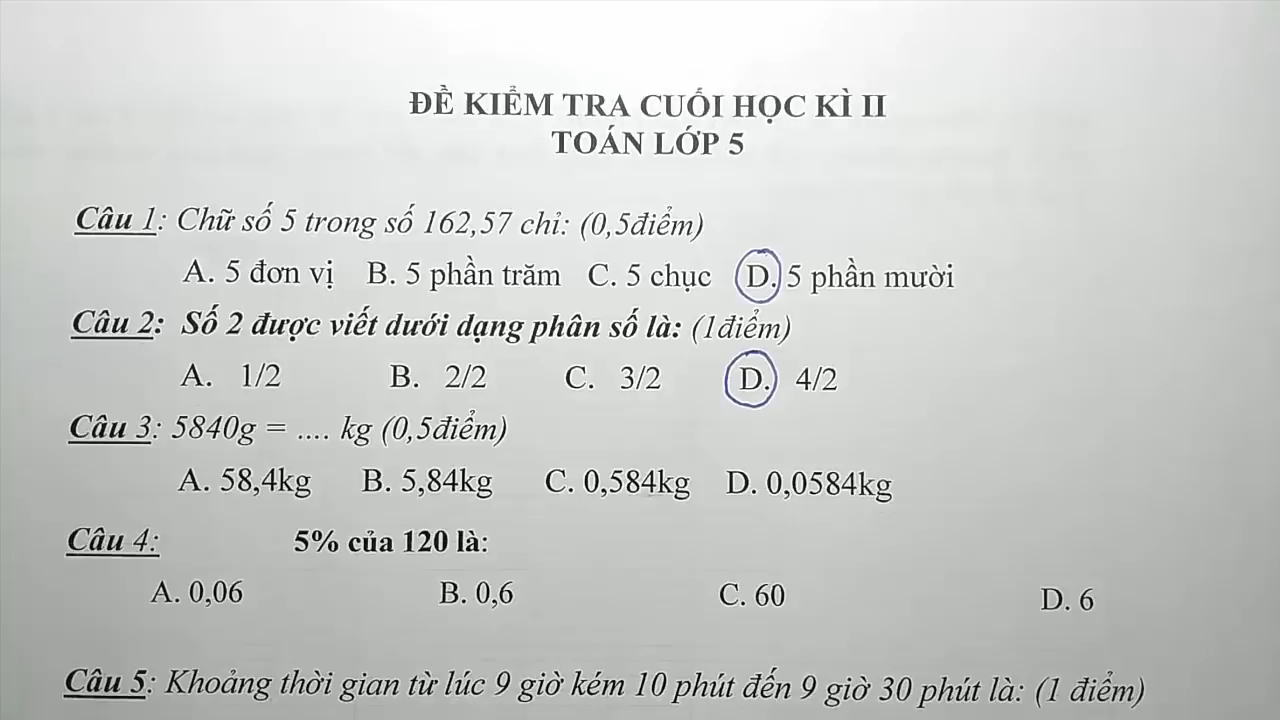 ĐỀ KIỂM TRA CUỐI HỌC KÌ II
TOÁN LỚP 5
Câu 1: Chữ số 5 trong số 162,57 chỉ: (0,5điểm)
A. 5 đơn vị B. 5 phần trăm C. 5 chục D. 5 phần mười
Câu 2: Số 2 được viết dưới dạng phân số là: (1điểm)
A. 1/2 B. 2/2 C. 3/2 D. 4/2
Câu 3: 5840g = .... kg (0,5điểm)
A. 58,4kg B. 5,84kg C. 0,584kg D. 0,0584kg
Câu 4: 5% của 120 là:
A. 0,06 B. 0,6 C. 60 D. 6
Câu 5: Khoảng thời gian từ lúc 9 giờ kém 10 phút đến 9 giờ 30 phút là: (1 điểm)